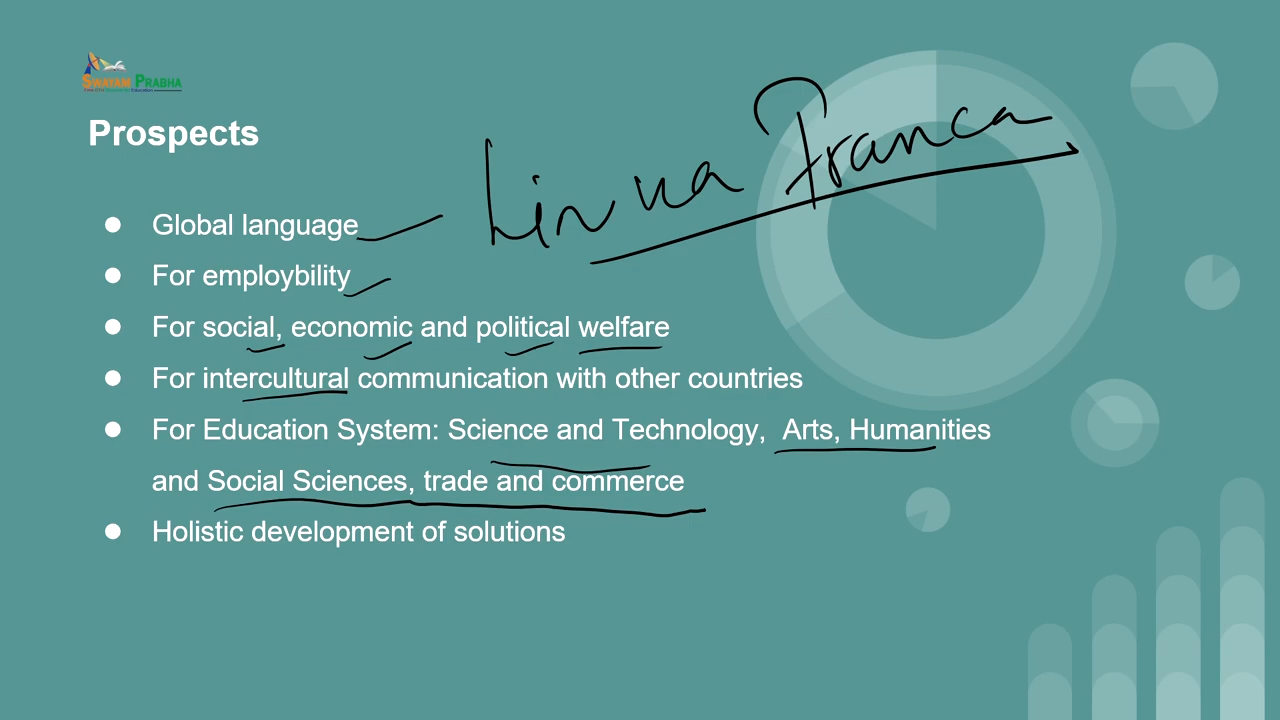 SWAYAM PRABHA
Prospects
Linua Franca
● Global language
● For employbility
● For social, economic and political welfare
● For intercultural communication with other countries
● For Education System: Science and Technology, Arts, Humanities
and Social Sciences, trade and commerce
● Holistic development of solutions